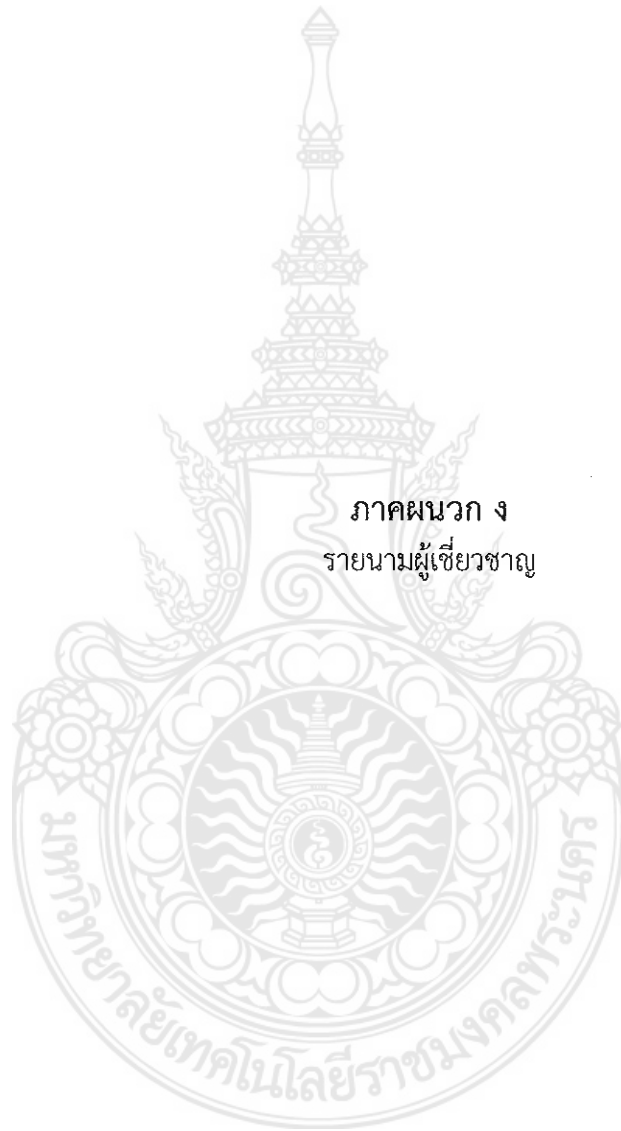 ภาคผนวก ง
รายนามผู้เชี่ยวชาญ
มหาวิทยาลัยเทคโนโลยีราชมงคลพระนคร